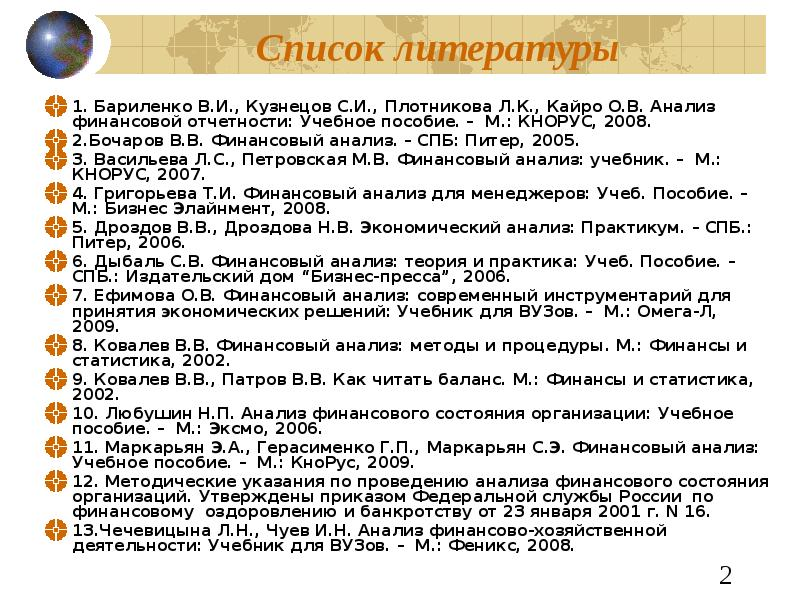 Список литературы
1. Бариленко В.И., Кузнецов С.И., Плотникова Л.К., Кайро О.В. Анализ
финансовой отчетности: Учебное пособие. – М.: КНОРУС, 2008.
2.Бочаров В.В. Финансовый анализ. – СПБ: Питер, 2005.
3. Васильева Л.С., Петровская М.В. Финансовый анализ: учебник. – М.:
КНОРУС, 2007.
4. Григорьева Т.И. Финансовый анализ для менеджеров: Учеб. Пособие. –
М.: Бизнес Элайнмент, 2008.
5. Дроздов В.В., Дроздова Н.В. Экономический анализ: Практикум. – СПБ.:
Питер, 2006.
6. Дыбаль С.В. Финансовый анализ: теория и практика: Учеб. Пособие. –
СПБ.: Издательский дом “Бизнес-пресса”, 2006.
7. Ефимова О.В. Финансовый анализ: современный инструментарий для
принятия экономических решений: Учебник для ВУЗов. – М.: Омега-Л,
2009.
8. Ковалев В.В. Финансовый анализ: методы и процедуры. М.: Финансы и
статистика, 2002.
9. Ковалев В.В., Патров В.В. Как читать баланс. М.: Финансы и статистика,
2002.
10. Любушин Н.П. Анализ финансового состояния организации: Учебное
пособие. – М.: Эксмо, 2006.
11. Маркарьян Э.А., Герасименко Г.П., Маркарьян С.Э. Финансовый анализ:
Учебное пособие. – М.: КноРус, 2009.
12. Методические указания по проведению анализа финансового состояния
организаций. Утверждены приказом Федеральной службы России по
финансовому оздоровлению и банкротству от 23 января 2001 г. N 16.
13.Чечевицына Л.Н., Чуев И.Н. Анализ финансово-хозяйственной
деятельности: Учебник для ВУЗов. – М.: Феникс, 2008.
2